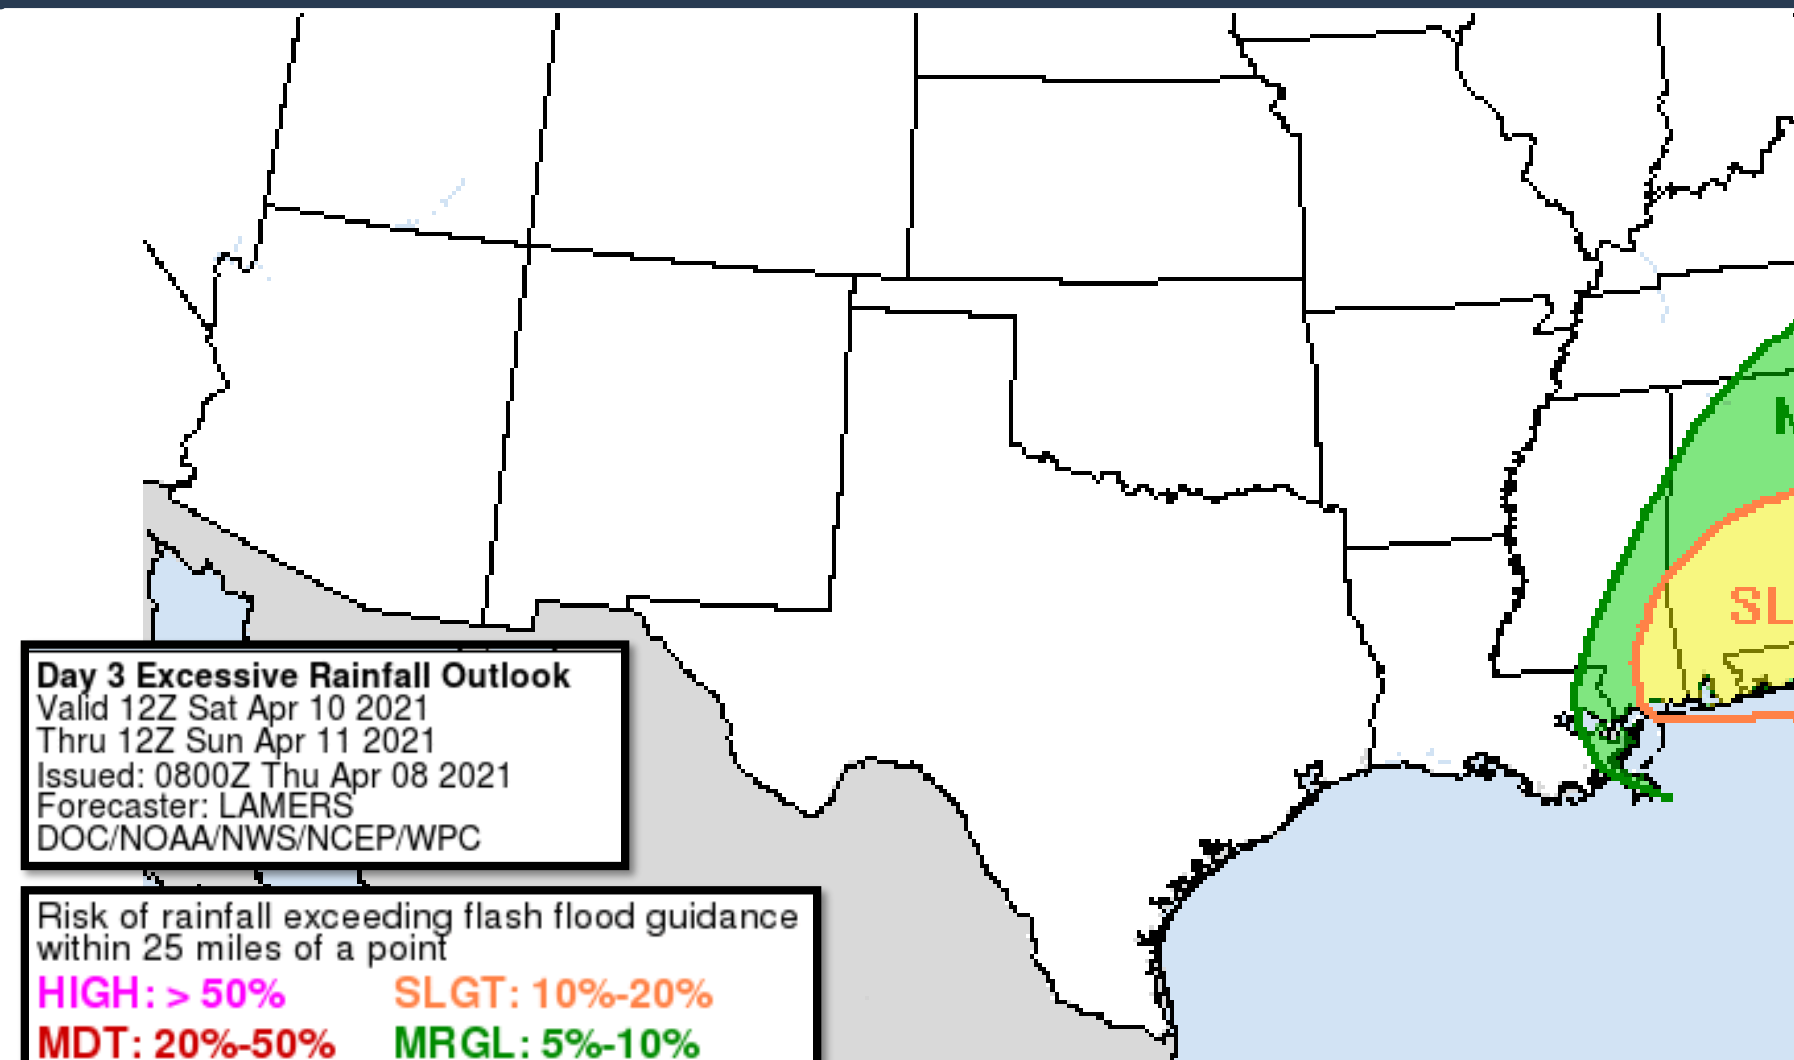 SL
Day 3 Excessive Rainfall Outlook
Valid 12Z Sat Apr 10 2021
Thru 12Z Sun Apr 11 2021
Issued: 0800Z Thu Apr 08 2021
Forecaster: LAMERS
DOC/NOAA/NWS/NCEP/WPC
Risk of rainfall exceeding flash flood guidance
within 25 miles of a point
HIGH: > 50% SLGT: 10%-20%
MDT: 20%-50% MRGL: 5%-10%